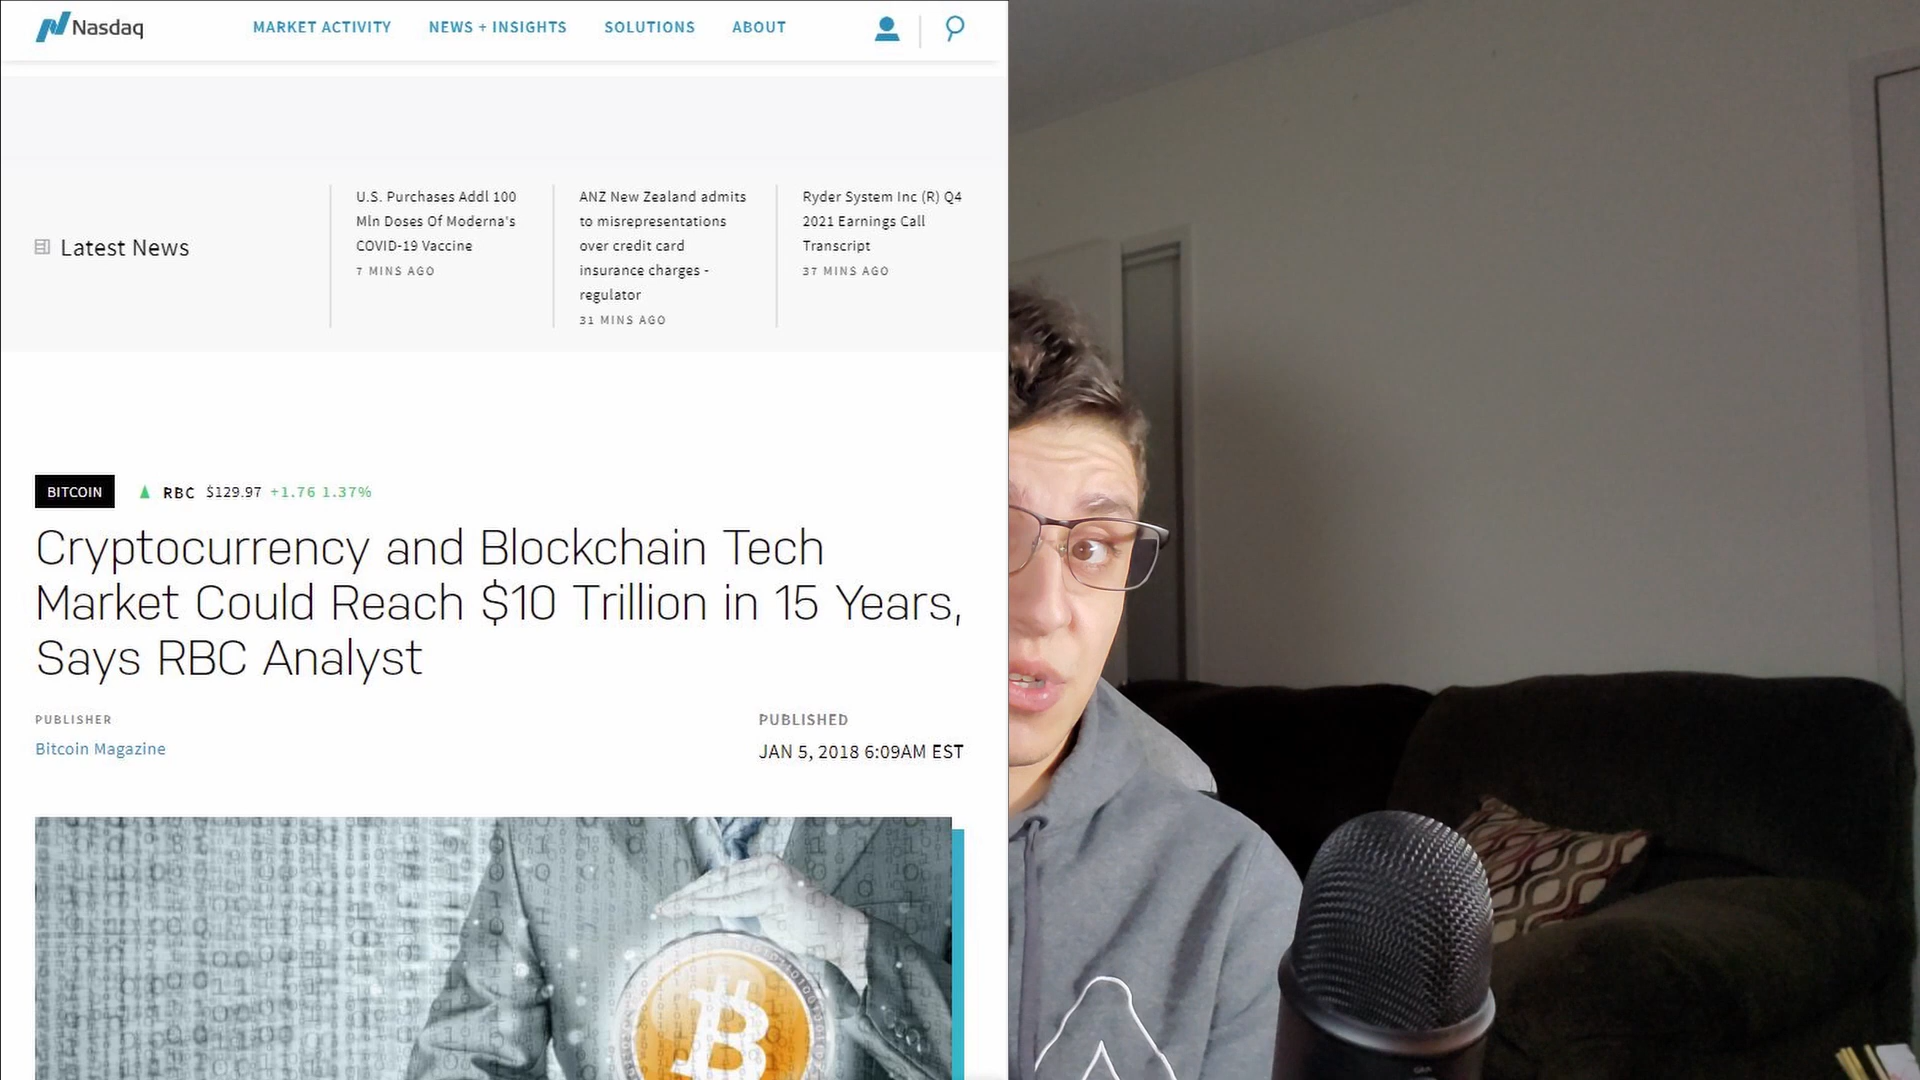 Nasdaq
MARKET ACTIVITY
NEWS + INSIGHTS
SOLUTIONS
ABOUT
Latest News
U.S. Purchases Addl 100
Mln Doses Of Moderna's
COVID-19 Vaccine
7 MINS AGO
ANZ New Zealand admits
to misrepresentations
over credit card
insurance charges -
regulator
31 MINS AGO
Ryder System Inc (R) Q4
2021 Earnings Call
Transcript
37 MINS AGO
BITCOIN
RBC $129.97 +1.76 1.37%
Cryptocurrency and Blockchain Tech
Market Could Reach $10 Trillion in 15 Years,
Says RBC Analyst
PUBLISHER
Bitcoin Magazine
PUBLISHED
JAN 5, 2018 6:09AM EST